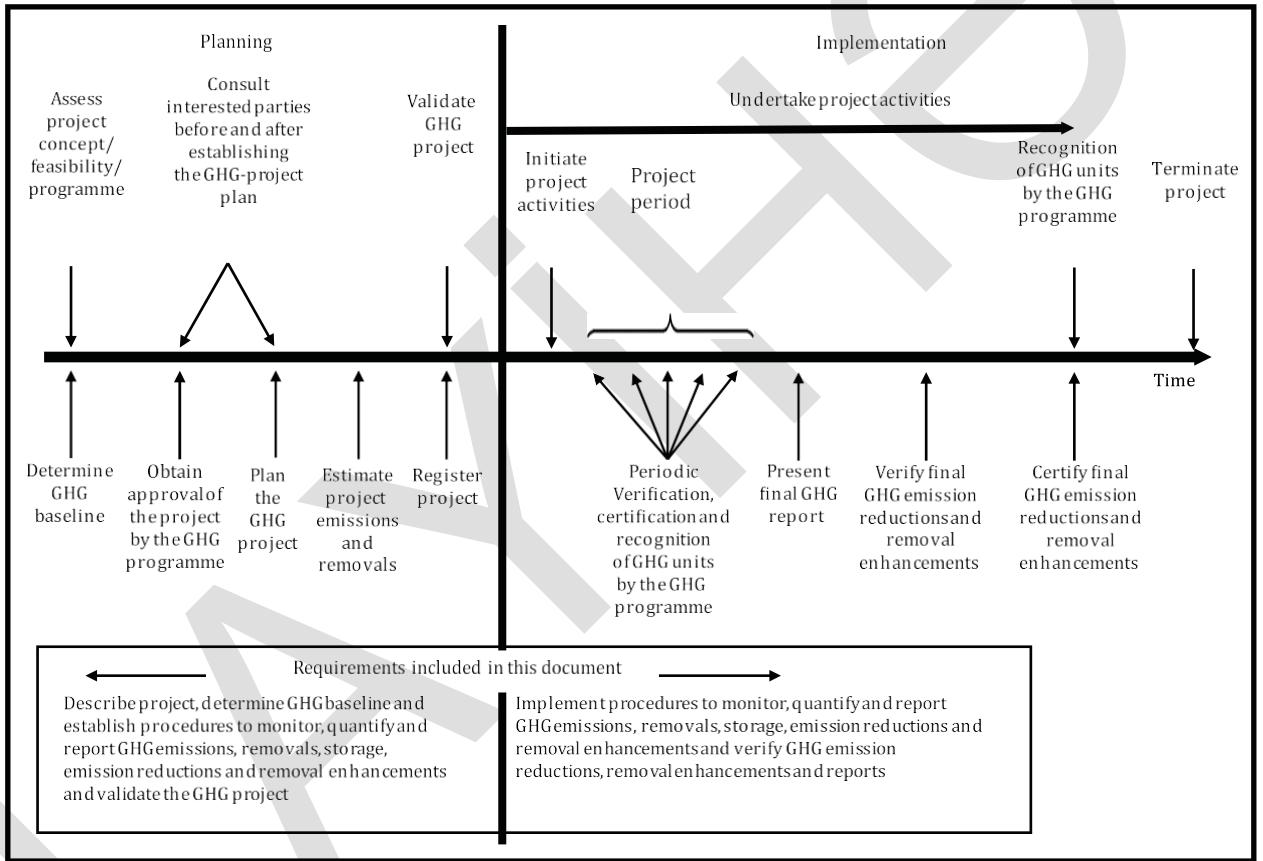 Planning
Implementation
Assess
project
concept/
feasibility/
programme
Consult
interested parties
before and after
establishing
the GHG-project
plan
Validate
GHG
project
Undertake project activities
Initiate
project
activities
Project
period
Recognition
of GHG units
by the GHG
programme
Terminate
project
Time
Determine
GHG
baseline
Obtain
approval of
the project
by the GHG
programme
Plan
the
GHG
project
Estimate
project
emissions
and
removals
Register
project
Periodic
Verification,
certification and
recognition
of GHG units
by the GHG
programme
Present
final GHG
report
Verify final
GHG emission
reductions and
removal
enhancements
Certify final
GHG emission
reductions and
removal
enhancements
Requirements included in this document
Describe project, determine GHG baseline and
establish procedures to monitor, quantify and
report GHG emissions, removals, storage,
emission reductions and removal enhancements
and validate the GHG project
Implement procedures to monitor, quantify and report
GHG emissions, removals, storage, emission reductions and
removal enhancements and verify GHG emission
reductions, removal enhancements and reports